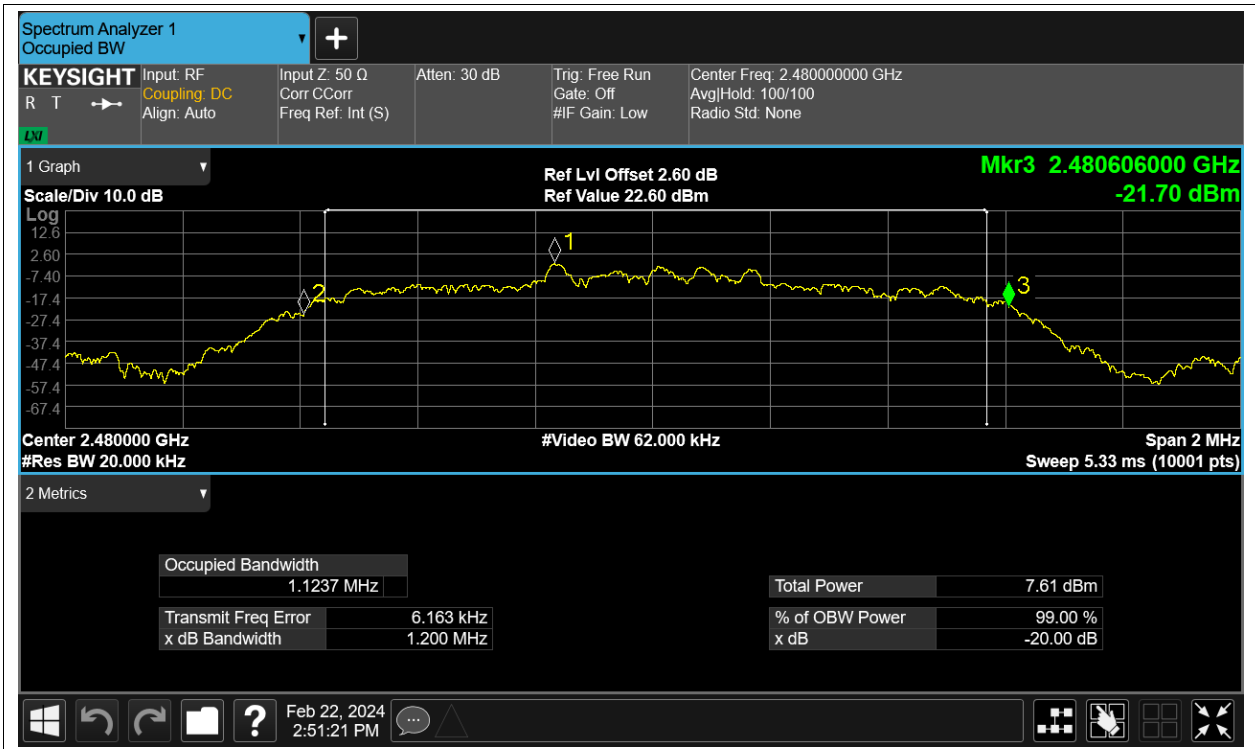 Spectrum Analyzer 1
Occupied BW
KEYSIGHT
R T
LXI
Input: RF
Coupling: DC
Align: Auto
Input Z: 50 Ω
Corr CCorr
Freq Ref: Int (S)
Atten: 30 dB
Trig: Free Run
Gate: Off
#IF Gain: Low
Center Freq: 2.480000000 GHz
Avg|Hold: 100/100
Radio Std: None
1 Graph
Scale/Div 10.0 dB
Ref Lvl Offset 2.60 dB
Ref Value 22.60 dBm
Mkr3 2.480606000 GHz
-21.70 dBm
Log
12.6
2.60
-7.40
-17.4
-27.4
-37.4
-47.4
-57.4
-67.4
1
2
3
Center 2.480000 GHz
#Res BW 20.000 kHz
#Video BW 62.000 kHz
Span 2 MHz
Sweep 5.33 ms (10001 pts)
2 Metrics
Occupied Bandwidth
1.1237 MHz
Transmit Freq Error 6.163 kHz
x dB Bandwidth 1.200 MHz
Total Power 7.61 dBm
% of OBW Power 99.00 %
x dB -20.00 dB
?
Feb 22, 2024
2:51:21 PM